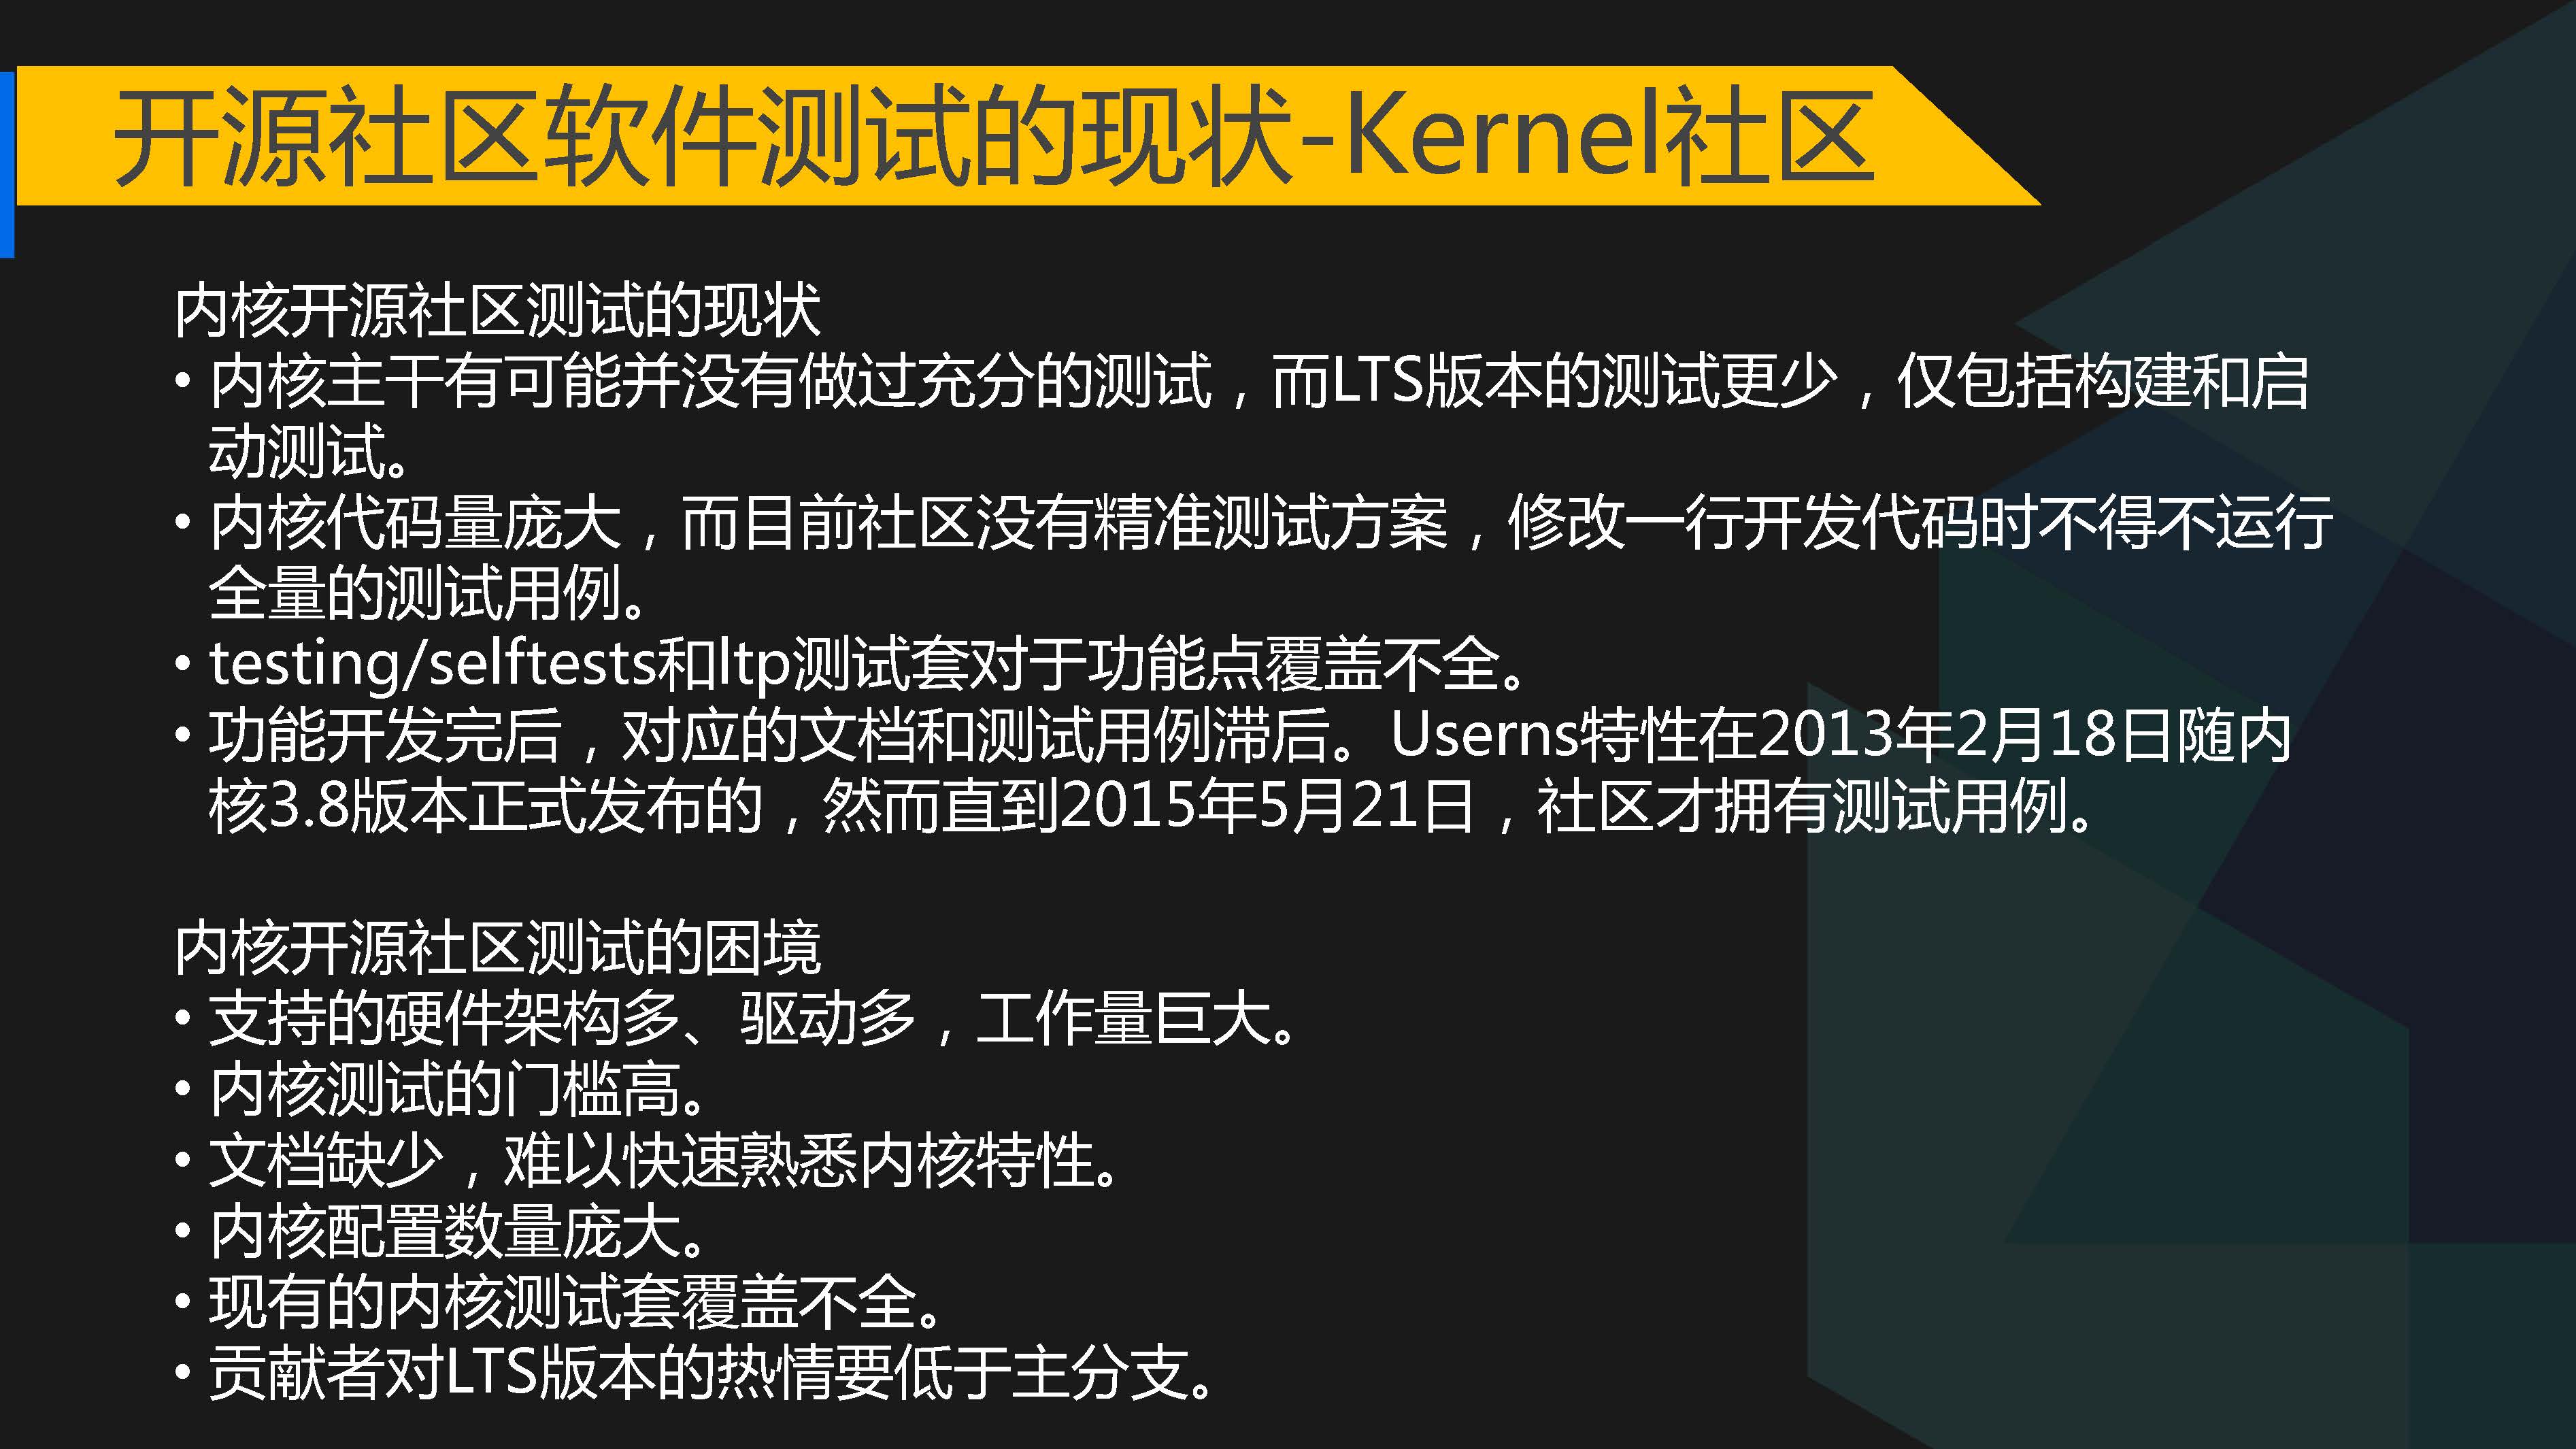 开源社区软件测试的现状-Kernel社区
内核开源社区测试的现状
• 内核主干有可能并没有做过充分的测试，而LTS版本的测试更少，仅包括构建和启
动测试。
• 内核代码量庞大，而目前社区没有精准测试方案，修改一行开发代码时不得不运行
全量的测试用例。
• testing/selftests和ltp测试套对于功能点覆盖不全。
• 功能开发完后，对应的文档和测试用例滞后。Userns特性在2013年2月18日随内
核3.8版本正式发布的，然而直到2015年5月21日，社区才拥有测试用例。
内核开源社区测试的困境
• 支持的硬件架构多、驱动多，工作量巨大。
• 内核测试的门槛高。
• 文档缺少，难以快速熟悉内核特性。
• 内核配置数量庞大。
• 现有的内核测试套覆盖不全。
• 贡献者对LTS版本的热情要低于主分支。